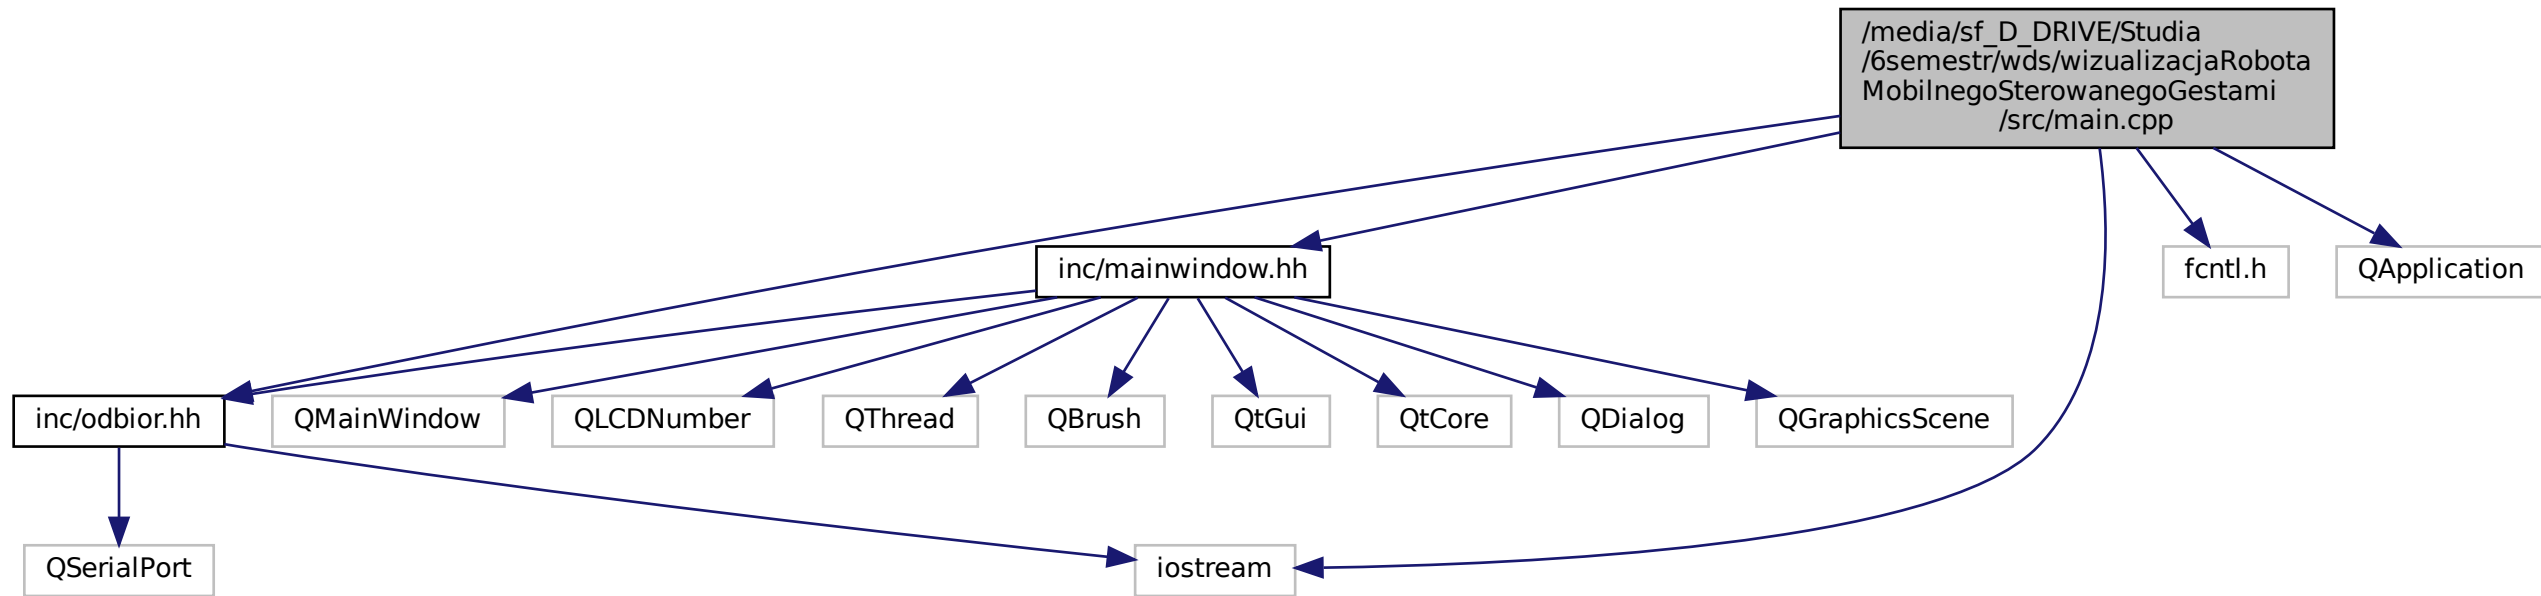 /media/sf_D_DRIVE/Studia
/6semestr/wds/wizualizacjaRobota
MobilnegoSterowanegoGestami
/src/main.cpp
inc/mainwindow.hh
fcntl.h
QApplication
inc/odbior.hh
QMainWindow
QLCDNumber
QThread
QBrush
QtGui
QtCore
QDialog
QGraphicsScene
QSerialPort
iostream